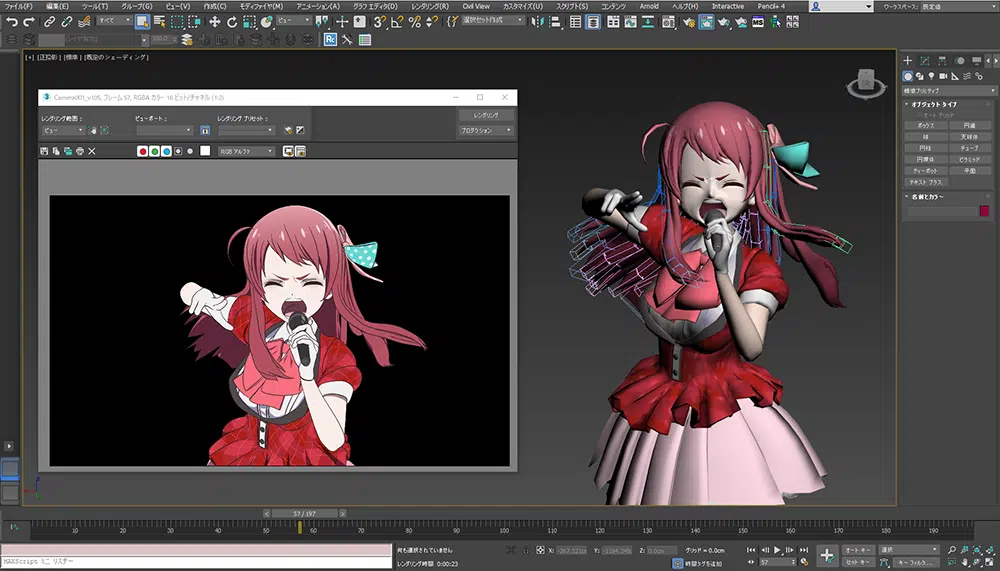 ファイル(F) 編集(E) ツール(T) グループ(G) ビュー(V) 作成(C) モディファイヤ(M) アニメーション(A) グラフ エディタ(D) レンダリング(R) Civil View カスタマイズ(U) スクリプト(S) コンテンツ Arnold ヘルプ(H) Interactive Pencil+ 4 ワークスペース: 既定値
すべて ビュー 選択セット作成 MS
100.0 Rc
[+] [正投影] [標準] [既定のシェーディング]
Camera001_v105, フレーム 57, RGBA カラー 16 ビット/チャネル (1:2)
レンダリング範囲: ビューポート: レンダリング プリセット: レンダリング
ビュー プロダクション
RGB アルファ
標準プリミティブ
オブジェクト タイプ
オート グリッド
ボックス 円錐
球 天球体
円柱 チューブ
円環体 ピラミッド
ティーポット 平面
テキスト プラス
名前とカラー
57 / 197
10 20 30 40 50 60 70 80 90 100 110 120 130 140 150 160 170 180 190
何も選択されていません X: Y: Z: グリッド = 0.0cm オート キー 選択
MAXScript ミニ リスナー レンダリング時間 0:00:23 時間タグを追加 57 セット キー キー フィルタ...